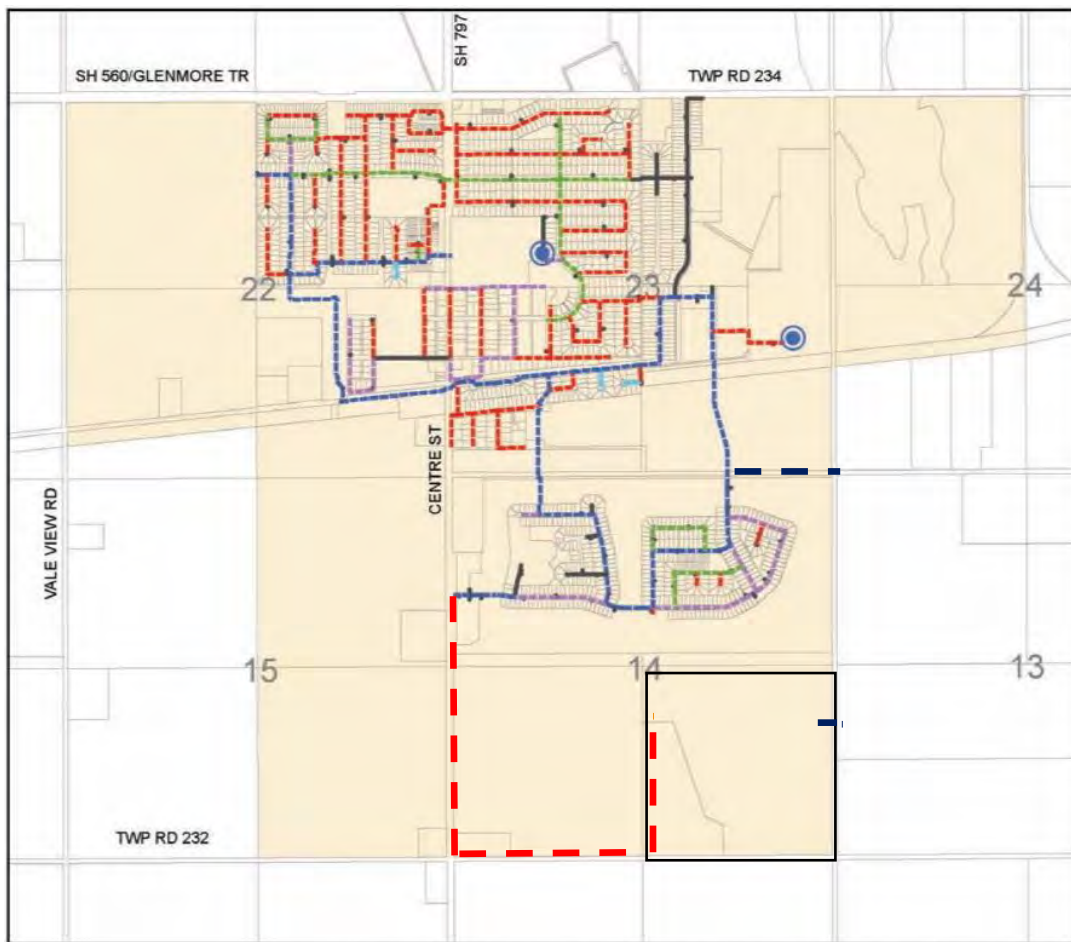 SH 797
SH 560/GLENMORE TR
TWP RD 234
22
23
24
CENTRE ST
VALE VIEW RD
15
14
13
TWP RD 232